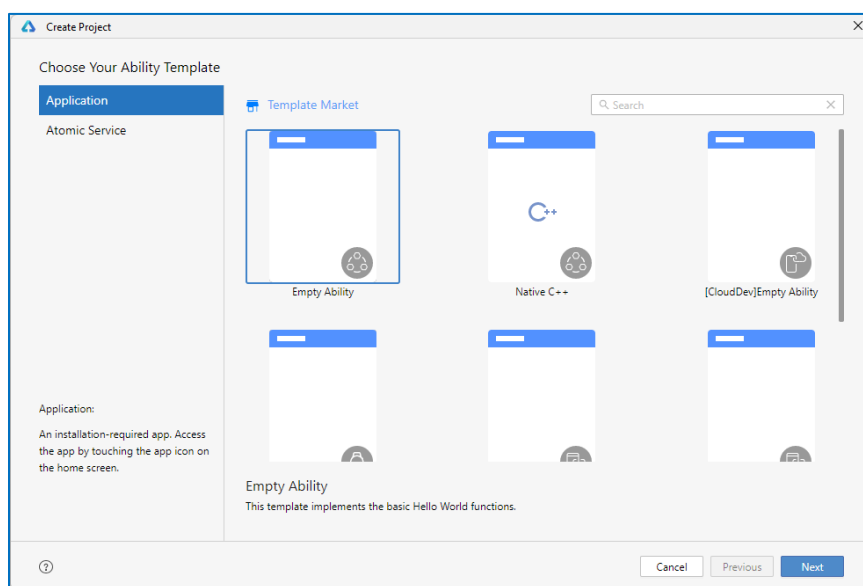 Create Project
Choose Your Ability Template
Application
Atomic Service
Template Market
Search
Empty Ability
C++
Native C++
[CloudDev]Empty Ability
Application:
An installation-required app. Access
the app by touching the app icon on
the home screen.
Empty Ability
This template implements the basic Hello World functions.
?
Cancel
Previous
Next